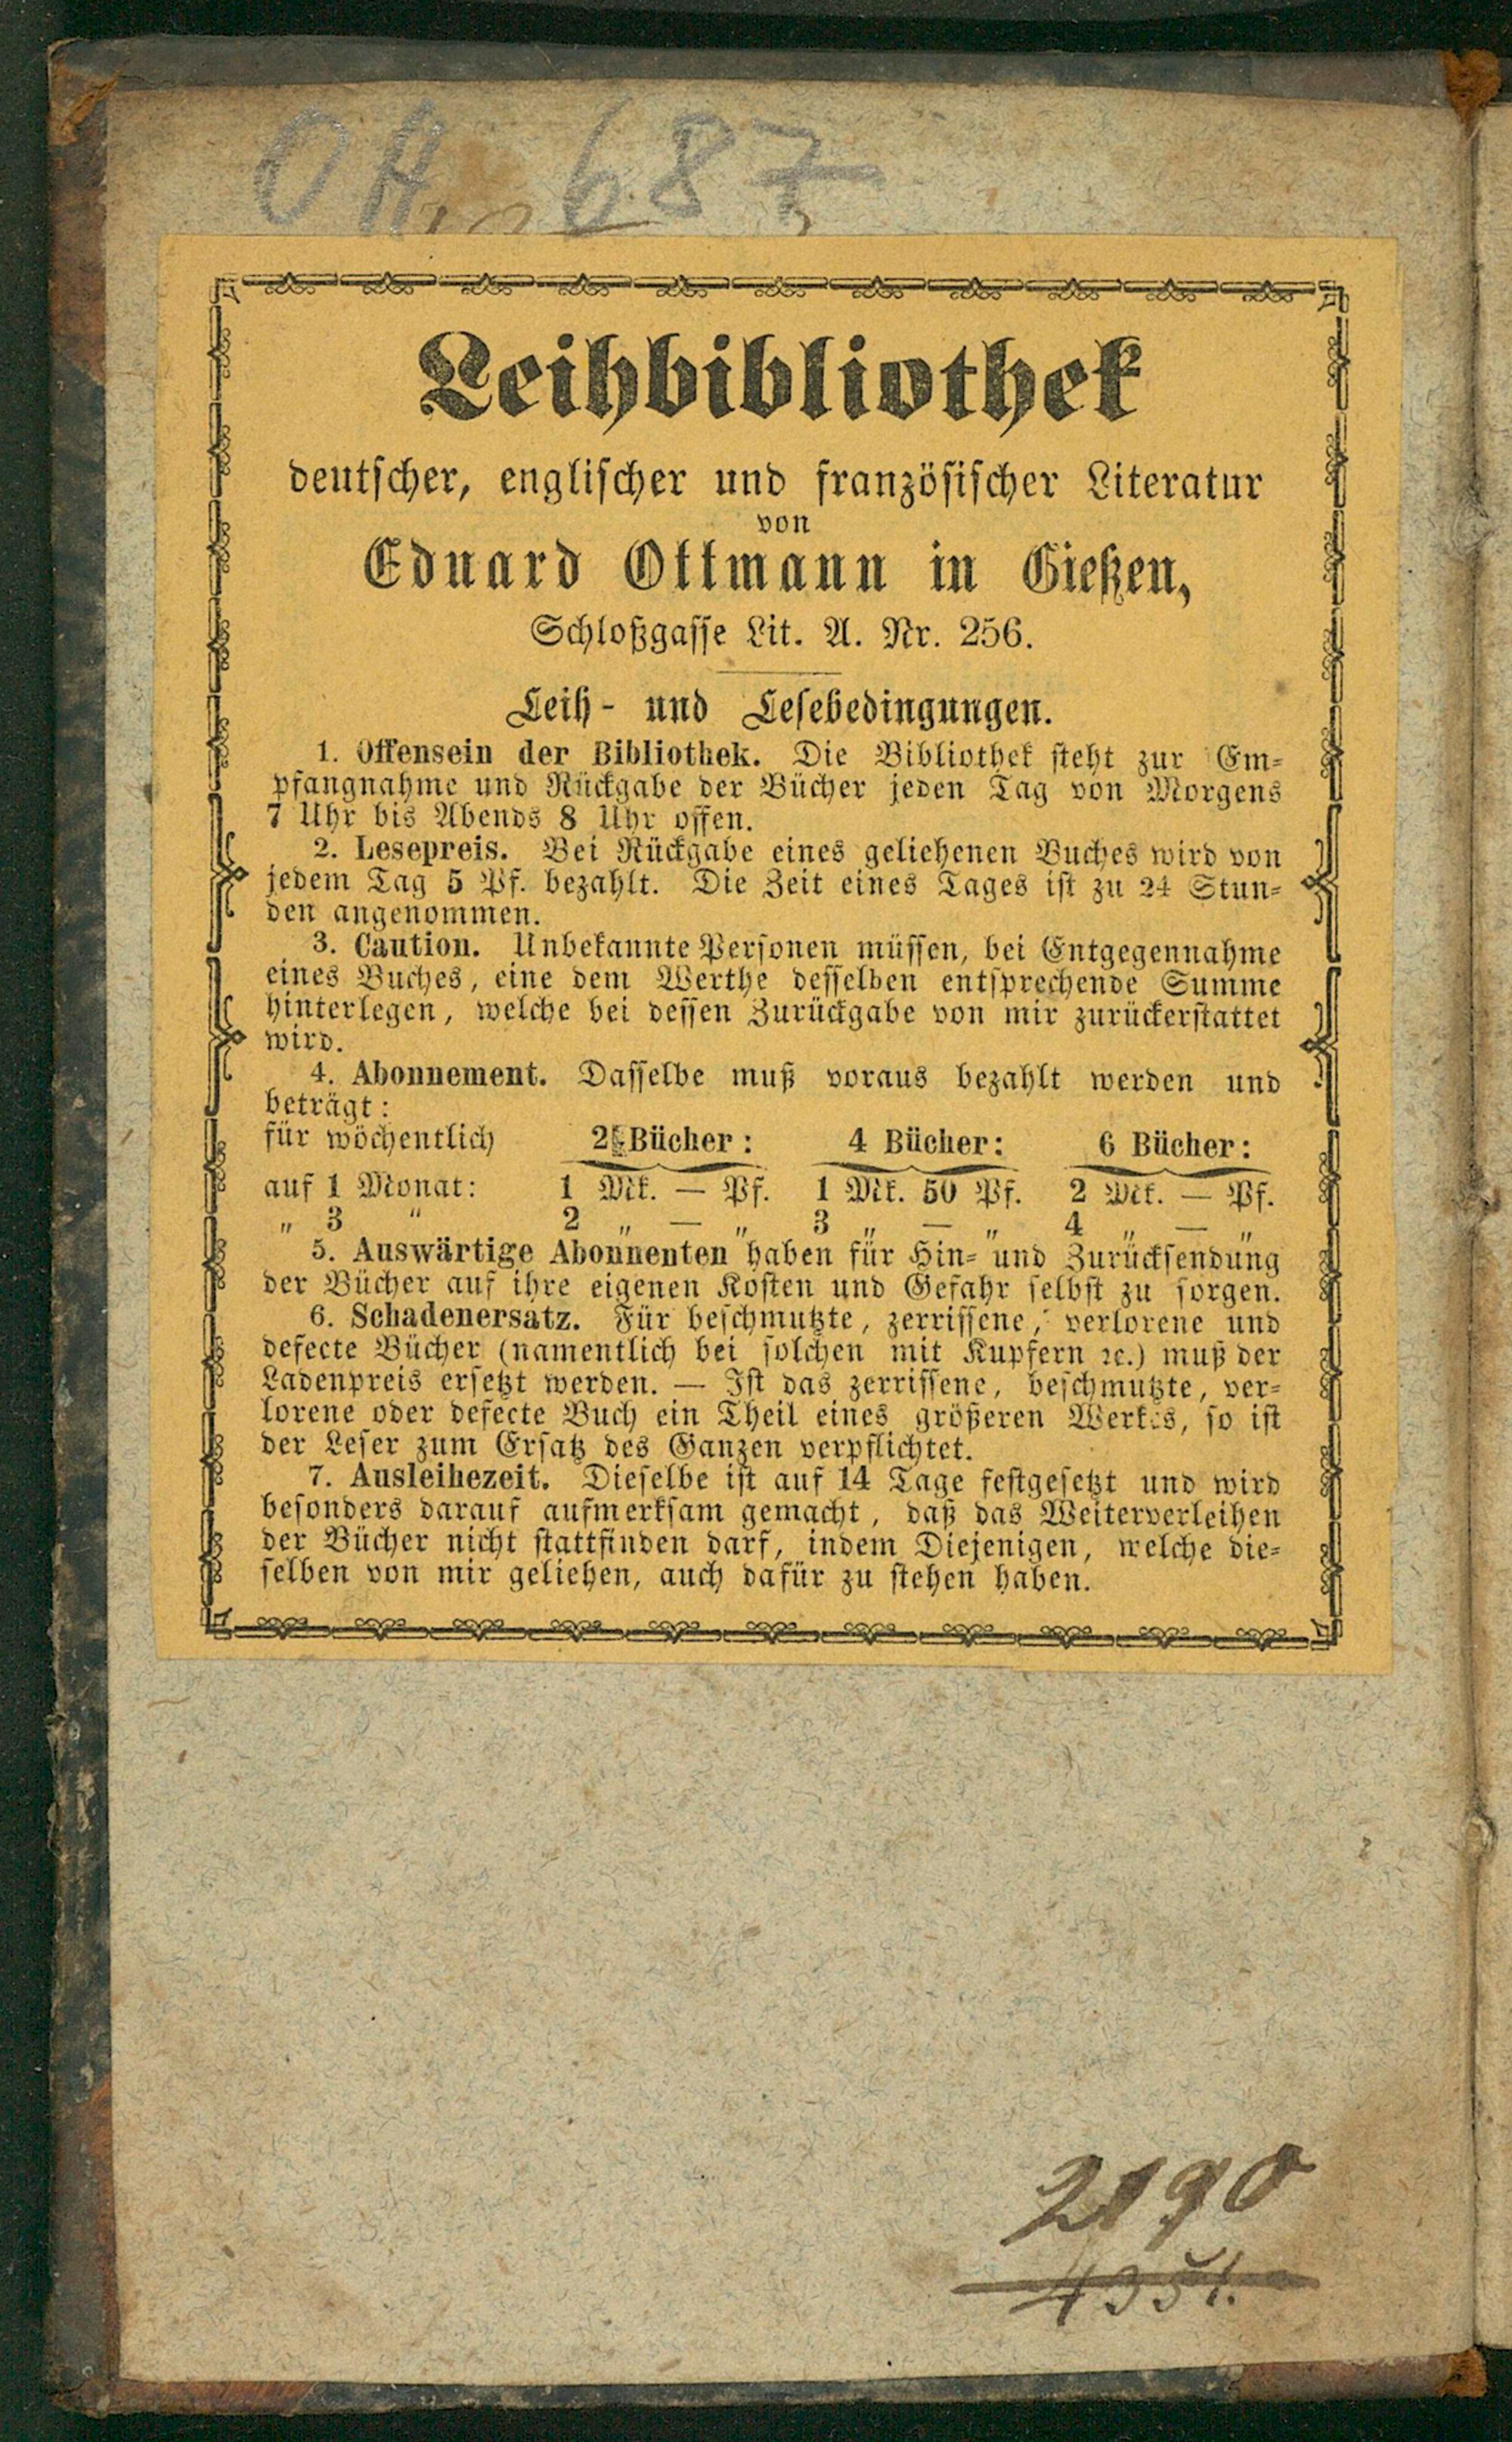 OH 687
Leihbibliothek
deutscher, englischer und französischer Literatur
von
Eduard Ottmann in Gießen,
Schloßgasse Lit. A. Nr. 256.
Leih- und Lesebedingungen.
1. Offensein der Bibliothek. Die Bibliothek steht zur Em-
pfangnahme und Rückgabe der Bücher jeden Tag von Morgens
7 Uhr bis Abends 8 Uhr offen.
2. Lesepreis. Bei Rückgabe eines geliehenen Buches wird von
jedem Tag 5 Pf. bezahlt. Die Zeit eines Tages ist zu 24 Stun-
den angenommen.
3. Caution. Unbekannte Personen müssen, bei Entgegennahme
eines Buches, eine dem Werthe desselben entsprechende Summe
hinterlegen, welche bei dessen Zurückgabe von mir zurückerstattet
wird.
4. Abonnement. Dasselbe muß voraus bezahlt werden und
beträgt:
für wöchentlich 2 Bücher: 4 Bücher: 6 Bücher:
auf 1 Monat: 1 Mk. — Pf. 1 Mk. 50 Pf. 2 Mk. — Pf.
„ 3 „ 2 „ — „ 3 „ — „ 4 „ — „
5. Auswärtige Abonnenten haben für Hin- und Zurücksendung
der Bücher auf ihre eigenen Kosten und Gefahr selbst zu sorgen.
6. Schadenersatz. Für beschmutzte, zerrissene, verlorene und
defecte Bücher (namentlich bei solchen mit Kupfern ꝛc.) muß der
Ladenpreis ersetzt werden. — Ist das zerrissene, beschmutzte, ver-
lorene oder defecte Buch ein Theil eines größeren Werkes, so ist
der Leser zum Ersatz des Ganzen verpflichtet.
7. Ausleihezeit. Dieselbe ist auf 14 Tage festgesetzt und wird
besonders darauf aufmerksam gemacht, daß das Weiterverleihen
der Bücher nicht stattfinden darf, indem Diejenigen, welche die-
selben von mir geliehen, auch dafür zu stehen haben.
2190
4351.